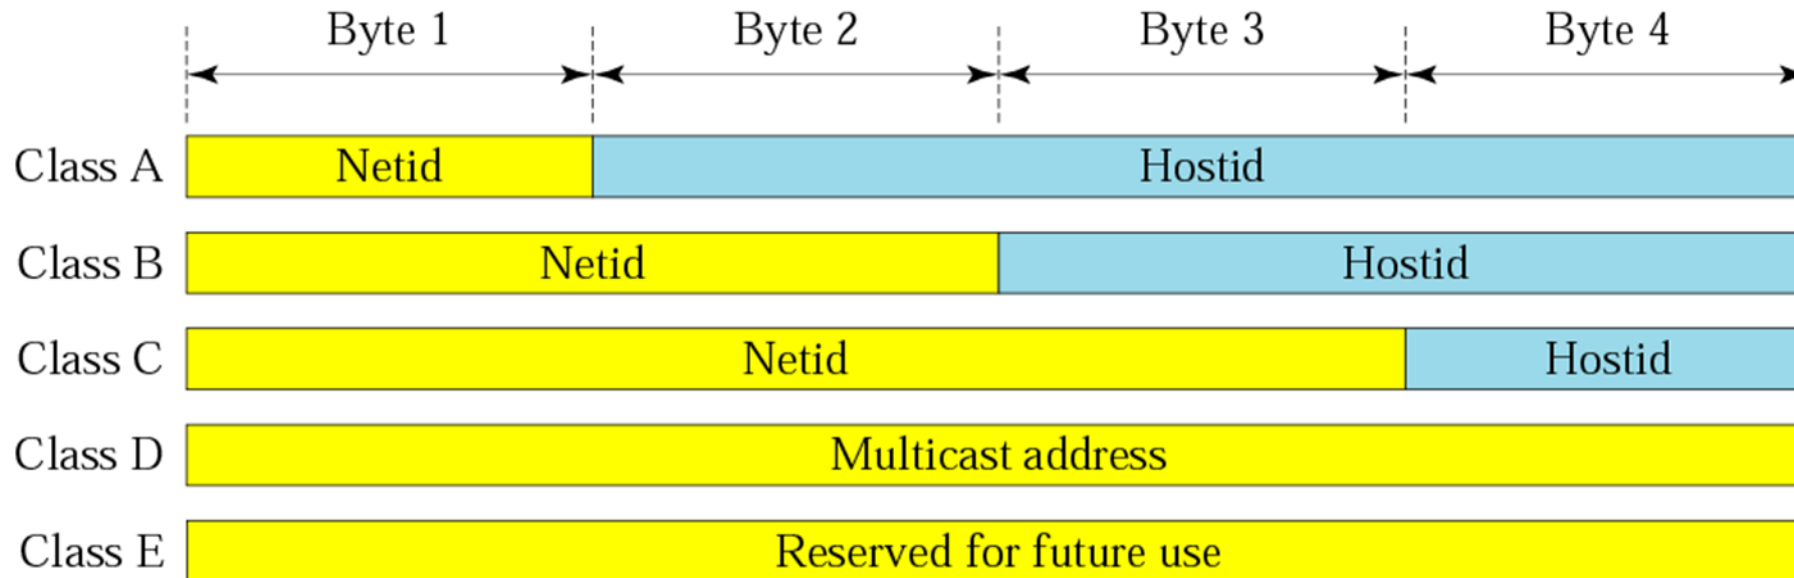 Byte 1 Byte 2 Byte 3 Byte 4
Class A Netid Hostid
Class B Netid Hostid
Class C Netid Hostid
Class D Multicast address
Class E Reserved for future use